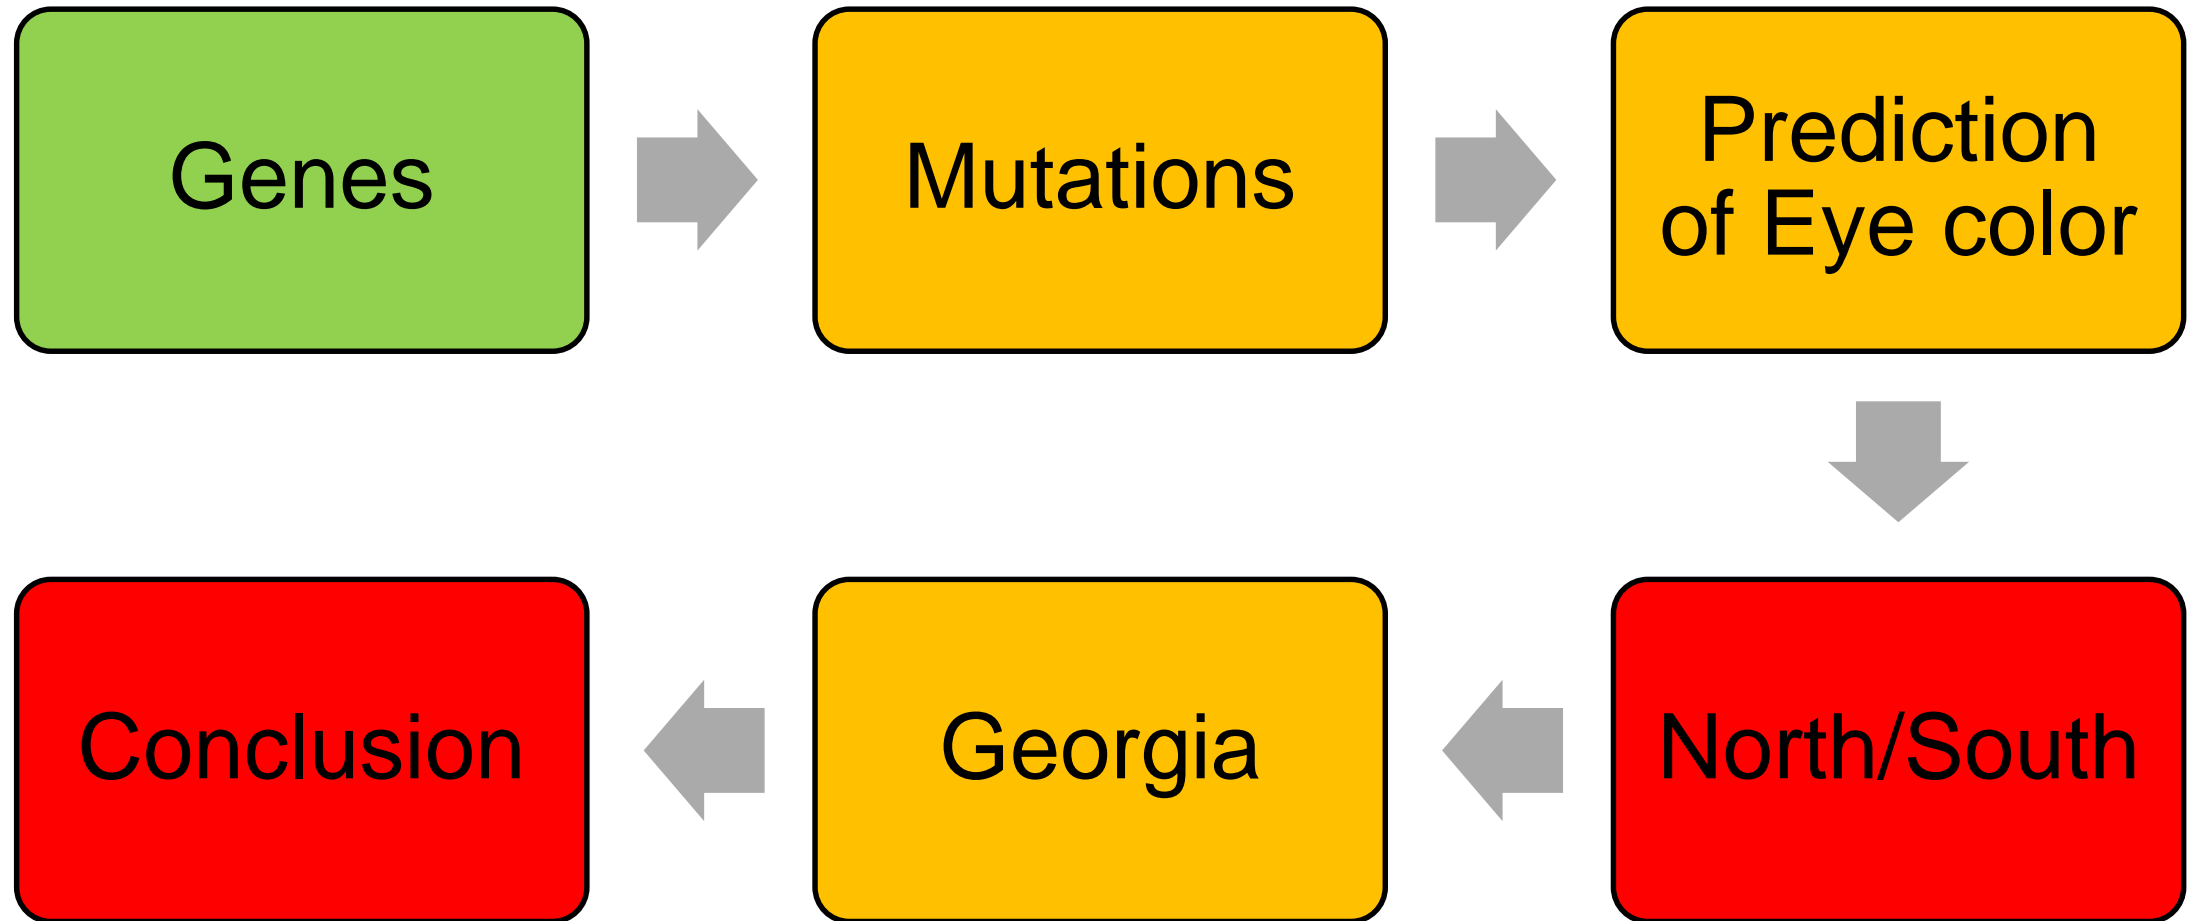 Genes
Mutations
Prediction
of Eye color
North/South
Georgia
Conclusion